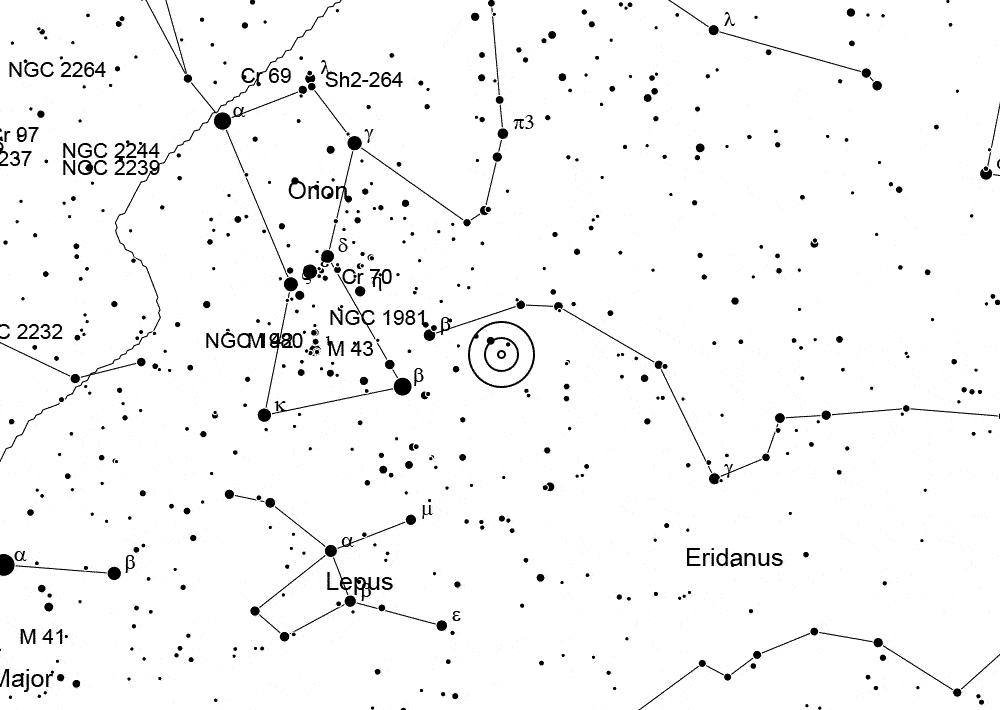 λ
NGC 2264
Cr 69
λ
Sh2-264
α
π3
γ
r 97
237
NGC 2244
NGC 2239
Orion
δ
ε
ζ
Cr 70
η
NGC 1981
β
C 2232
M 43
β
κ
γ
μ
α
α
β
Eridanus
Lepus
β
ε
M 41
Major